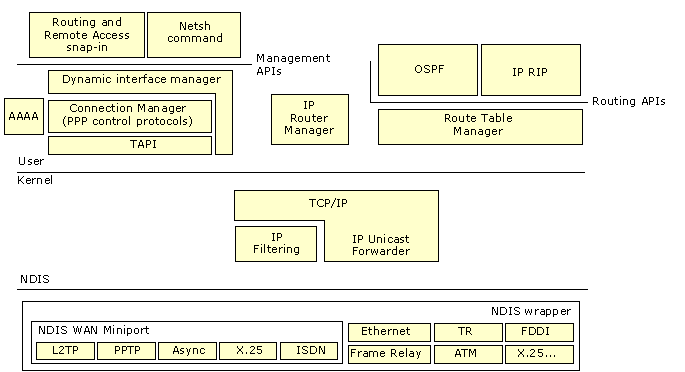 Routing and
Remote Access
snap-in
Netsh
command
Management
APIs
OSPF
IP RIP
Routing APIs
Dynamic interface manager
AAAA
Connection Manager
(PPP control protocols)
TAPI
IP
Router
Manager
Route Table
Manager
User
Kernel
TCP/IP
IP
Filtering
IP Unicast
Forwarder
NDIS
NDIS wrapper
NDIS WAN Miniport
L2TP
PPTP
Async
X.25
ISDN
Ethernet
TR
FDDI
Frame Relay
ATM
X.25...